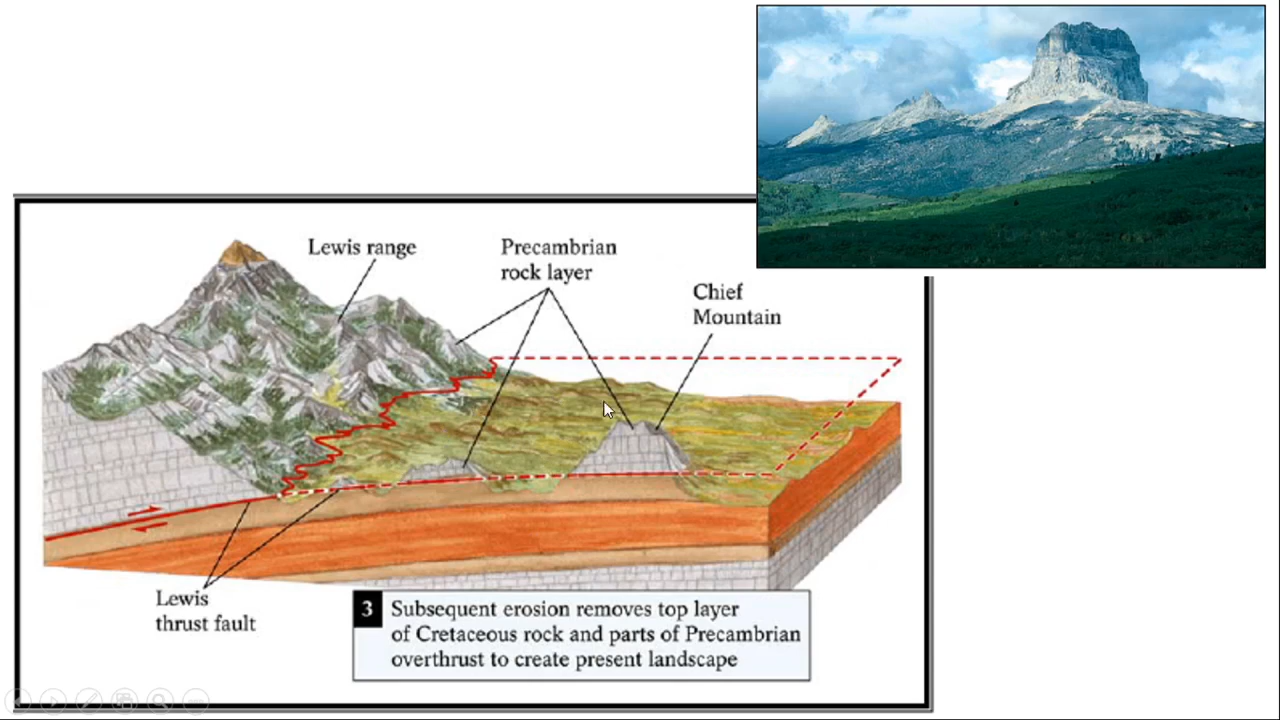 Lewis range
Precambrian
rock layer
Chief
Mountain
Lewis
thrust fault
3 Subsequent erosion removes top layer
of Cretaceous rock and parts of Precambrian
overthrust to create present landscape